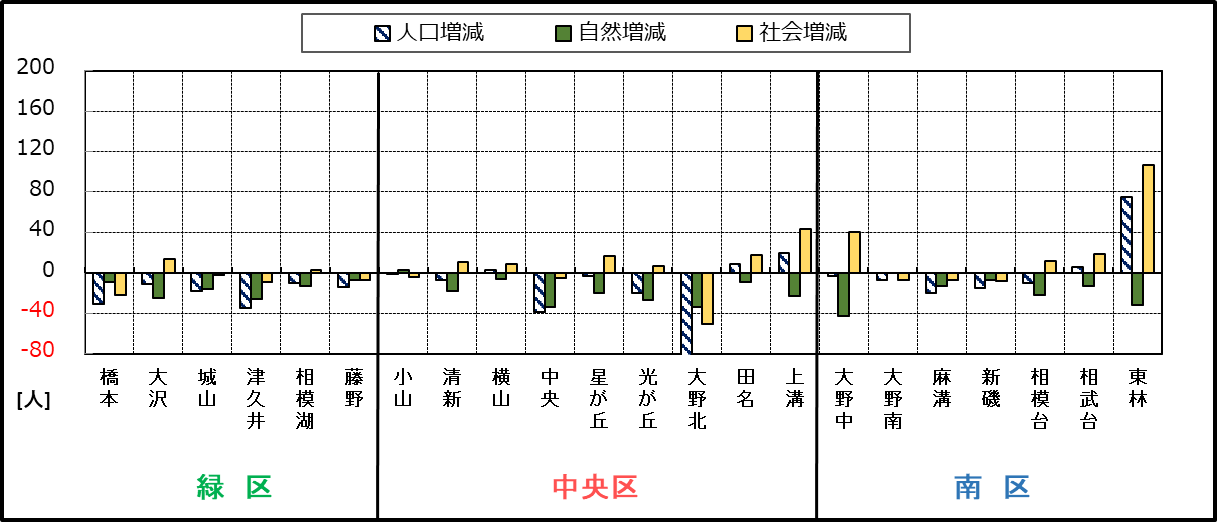 人口増減 自然増減 社会増減
200
160
120
80
40
0
-40
-80
[人]
橋本 大沢 城山 津久井 相模湖 藤野 小山 清新 横山 中央 星が丘 光が丘 大野北 田名 上溝 大野中 大野南 麻溝 新磯 相模台 相武台 東林
緑 区 中央区 南 区